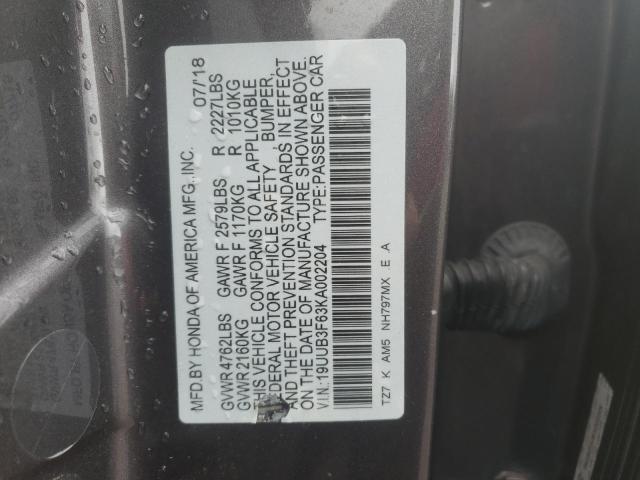 MFD.BY HONDA OF AMERICA MFG.,INC. 07/18
GVWR 4762LBS GAWR F 2579LBS R 2227LBS
GVWR 2160KG GAWR F 1170KG R 1010KG
THIS VEHICLE CONFORMS TO ALL APPLICABLE
FEDERAL MOTOR VEHICLE SAFETY , BUMPER,
AND THEFT PREVENTION STANDARDS IN EFFECT
ON THE DATE OF MANUFACTURE SHOWN ABOVE.
V.I.N.:19UUB3F63KA002204 TYPE:PASSENGER CAR
TZ7 K AM5 NH797MX .E A